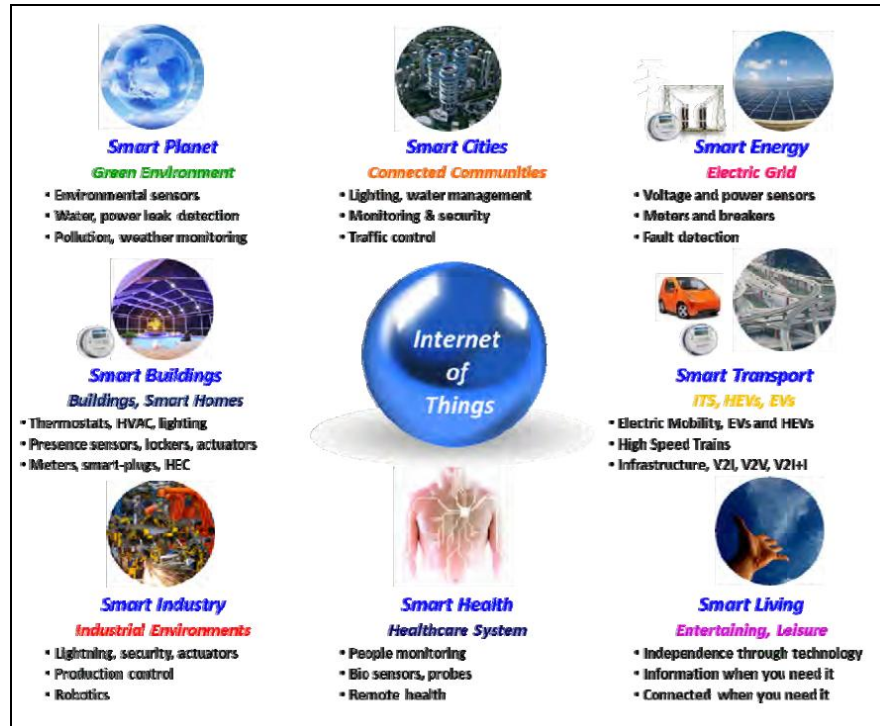 Smart Planet
Green Environment
• Environmental sensors
• Water, power leak detection
• Pollution, weather monitoring
Smart Cities
Connected Communities
• Lighting, water management
• Monitoring & security
• Traffic control
Smart Energy
Electric Grid
• Voltage and power sensors
• Meters and breakers
• Fault detection
Smart Buildings
Buildings, Smart Homes
• Thermostats, HVAC, lighting
• Presence sensors, lockers, actuators
• Meters, smart-plugs, HEC
Internet
of
Things
Smart Transport
ITS, HEVs, EVs
• Electric Mobility, EVs and HEVs
• High Speed Trains
• Infrastructure, V2I, V2V, V2I+I
Smart Industry
Industrial Environments
• Lightning, security, actuators
• Production control
• Robotics
Smart Health
Healthcare System
• People monitoring
• Bio sensors, probes
• Remote health
Smart Living
Entertaining, Leisure
• Independence through technology
• Information when you need it
• Connected when you need it